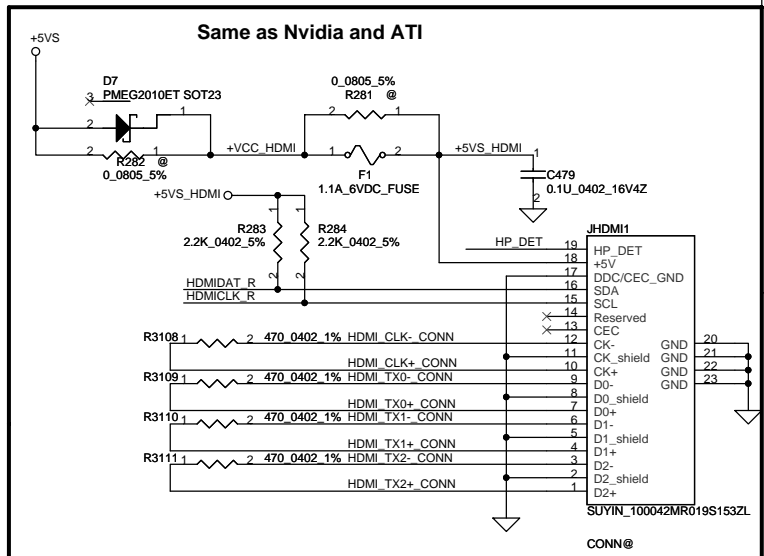 Same as Nvidia and ATI
+5VS
D7
PMEG2010ET SOT23
3
2
1
2
R282
1
@
0_0805_5%
+VCC_HDMI
0_0805_5%
R281
@
2
1
1
2
F1
1.1A_6VDC_FUSE
+5VS_HDMI
1
C479
0.1U_0402_16V4Z
2
+5VS_HDMI
1
1
R283
2.2K_0402_5%
R284
2.2K_0402_5%
2
2
HDMIDAT_R
HDMICLK_R
JHDMI1
HP_DET 19 HP_DET
18 +5V
17 DDC/CEC_GND
16 SDA
15 SCL
14 Reserved
13 CEC
R3108 1 2 470_0402_1% HDMI_CLK-_CONN 12 CK- GND 20
11 CK_shield GND 21
HDMI_CLK+_CONN 10 CK+ GND 22
R3109 1 2 470_0402_1% HDMI_TX0-_CONN 9 D0- GND 23
8 D0_shield
HDMI_TX0+_CONN 7 D0+
R3110 1 2 470_0402_1% HDMI_TX1-_CONN 6 D1-
5 D1_shield
HDMI_TX1+_CONN 4 D1+
R3111 1 2 470_0402_1% HDMI_TX2-_CONN 3 D2-
2 D2_shield
HDMI_TX2+_CONN 1 D2+
SUYIN_100042MR019S153ZL
CONN@